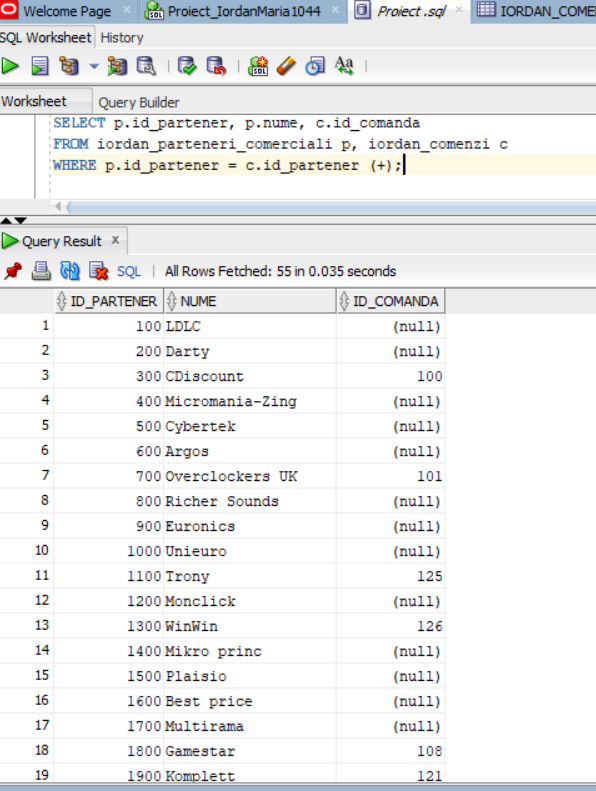 Welcome Page × Proiect_IordanMaria1044 × Proiect .sql × IORDAN_COME
SQL Worksheet History
Worksheet Query Builder
SELECT p.id_partener, p.nume, c.id_comanda
FROM iordan_parteneri_comerciali p, iordan_comenzi c
WHERE p.id_partener = c.id_partener (+);
Query Result x
SQL | All Rows Fetched: 55 in 0.035 seconds
ID_PARTENER NUME ID_COMANDA
1 100 LDLC (null)
2 200 Darty (null)
3 300 CDiscount 100
4 400 Micromania-Zing (null)
5 500 Cybertek (null)
6 600 Argos (null)
7 700 Overclockers UK 101
8 800 Richer Sounds (null)
9 900 Euronics (null)
10 1000 Unieuro (null)
11 1100 Trony 125
12 1200 Monclick (null)
13 1300 WinWin 126
14 1400 Mikro princ (null)
15 1500 Plaisio (null)
16 1600 Best price (null)
17 1700 Multirama (null)
18 1800 Gamestar 108
19 1900 Komplett 121